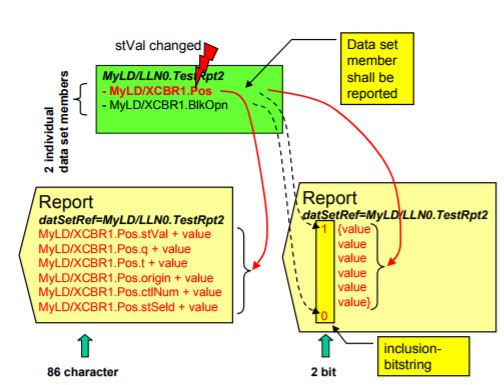 stVal changed
Data set
member
shall be
reported
MyLD/LLN0.TestRpt2
- MyLD/XCBR1.Pos
- MyLD/XCBR1.BlkOpn
2 individual
data set members
Report
datSetRef=MyLD/LLN0.TestRpt2
MyLD/XCBR1.Pos.stVal + value
MyLD/XCBR1.Pos.q + value
MyLD/XCBR1.Pos.t + value
MyLD/XCBR1.Pos.origin + value
MyLD/XCBR1.Pos.ctlNum + value
MyLD/XCBR1.Pos.stSeld + value
86 character
Report
datSetRef=MyLD/LLN0.TestRpt2
1 {value
value
value
value
value
value}
0
2 bit
inclusion-
bitstring